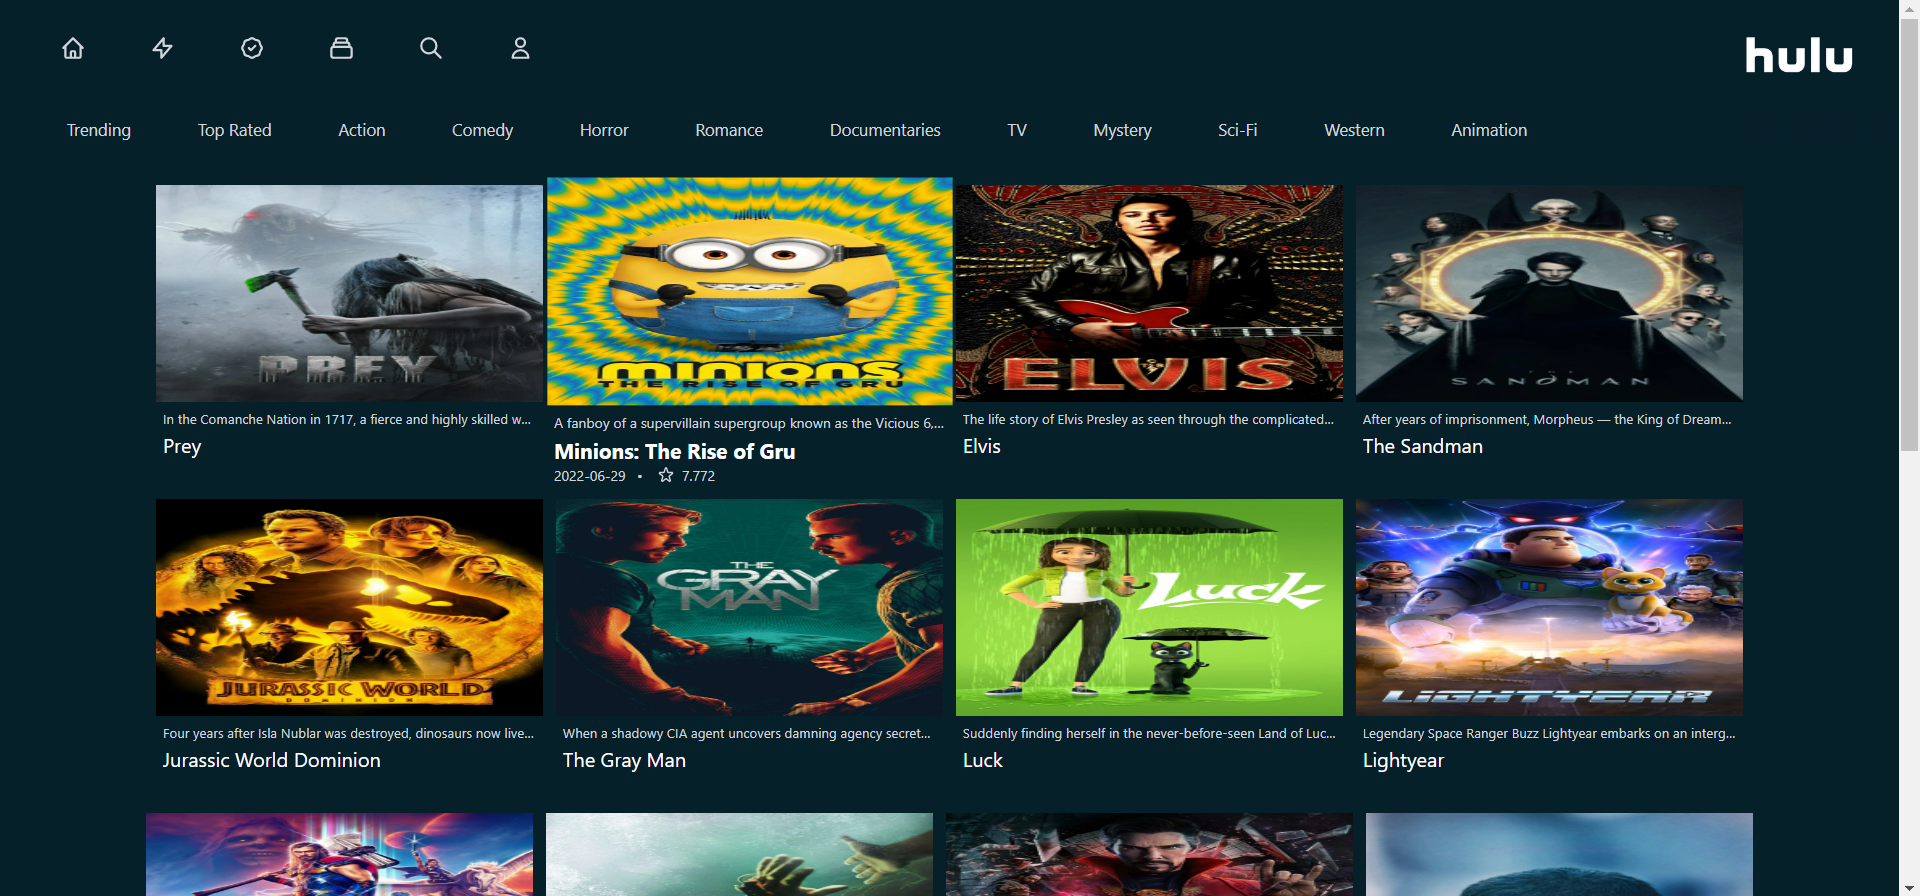 hulu
Trending Top Rated Action Comedy Horror Romance Documentaries TV Mystery Sci-Fi Western Animation
PREY
MINIONS
THE RISE OF GRU
ELVIS
THE
SANDMAN
In the Comanche Nation in 1717, a fierce and highly skilled w...
Prey
A fanboy of a supervillain supergroup known as the Vicious 6,...
Minions: The Rise of Gru
2022-06-29 • 7.772
The life story of Elvis Presley as seen through the complicated...
Elvis
After years of imprisonment, Morpheus — the King of Dream...
The Sandman
JURASSIC WORLD
DOMINION
THE
GRAY
MAN
Luck
LIGHTYEAR
Four years after Isla Nublar was destroyed, dinosaurs now live...
Jurassic World Dominion
When a shadowy CIA agent uncovers damning agency secret...
The Gray Man
Suddenly finding herself in the never-before-seen Land of Luc...
Luck
Legendary Space Ranger Buzz Lightyear embarks on an interg...
Lightyear